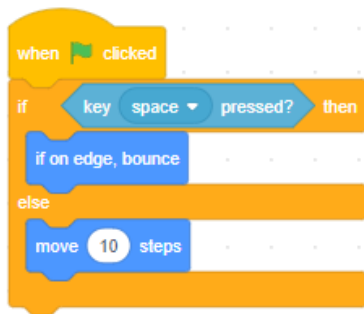 when clicked
if key space pressed? then
if on edge, bounce
else
move 10 steps